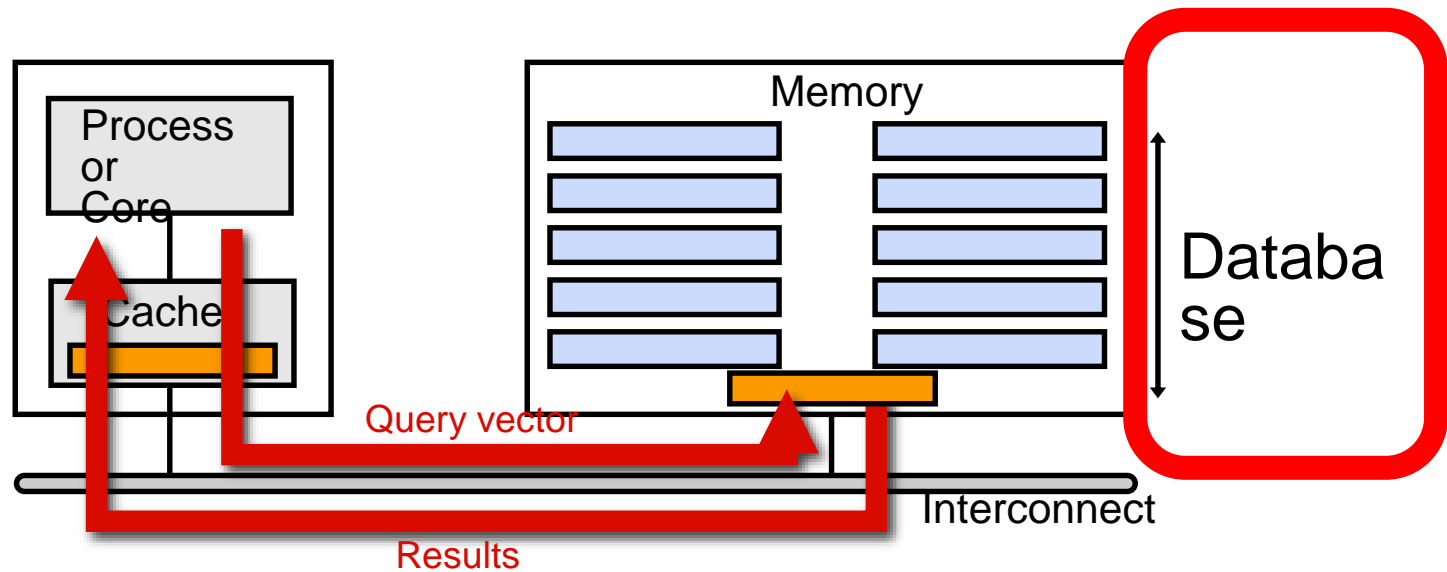 Process
or
Core
Cache
Memory
Databa
se
Query vector
Interconnect
Results